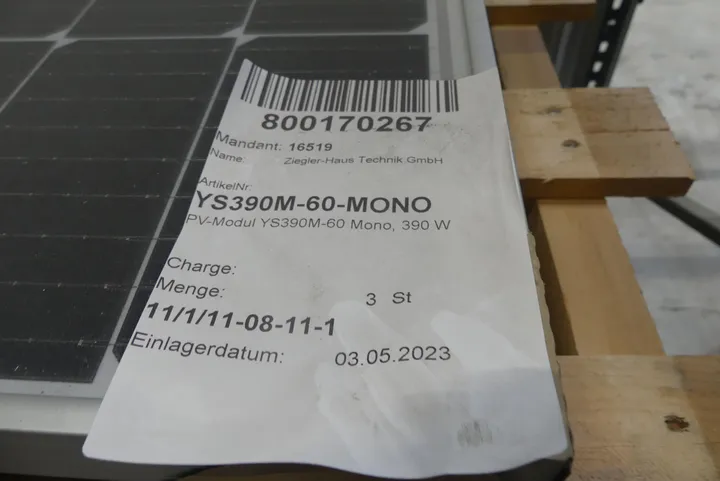 800170267
Mandant: 16519
Name: Ziegler-Haus Technik GmbH
ArtikelNr:
YS390M-60-MONO
PV-Modul YS390M-60 Mono, 390 W
Charge:
Menge: 3 St
11/1/11-08-11-1
Einlagerdatum: 03.05.2023